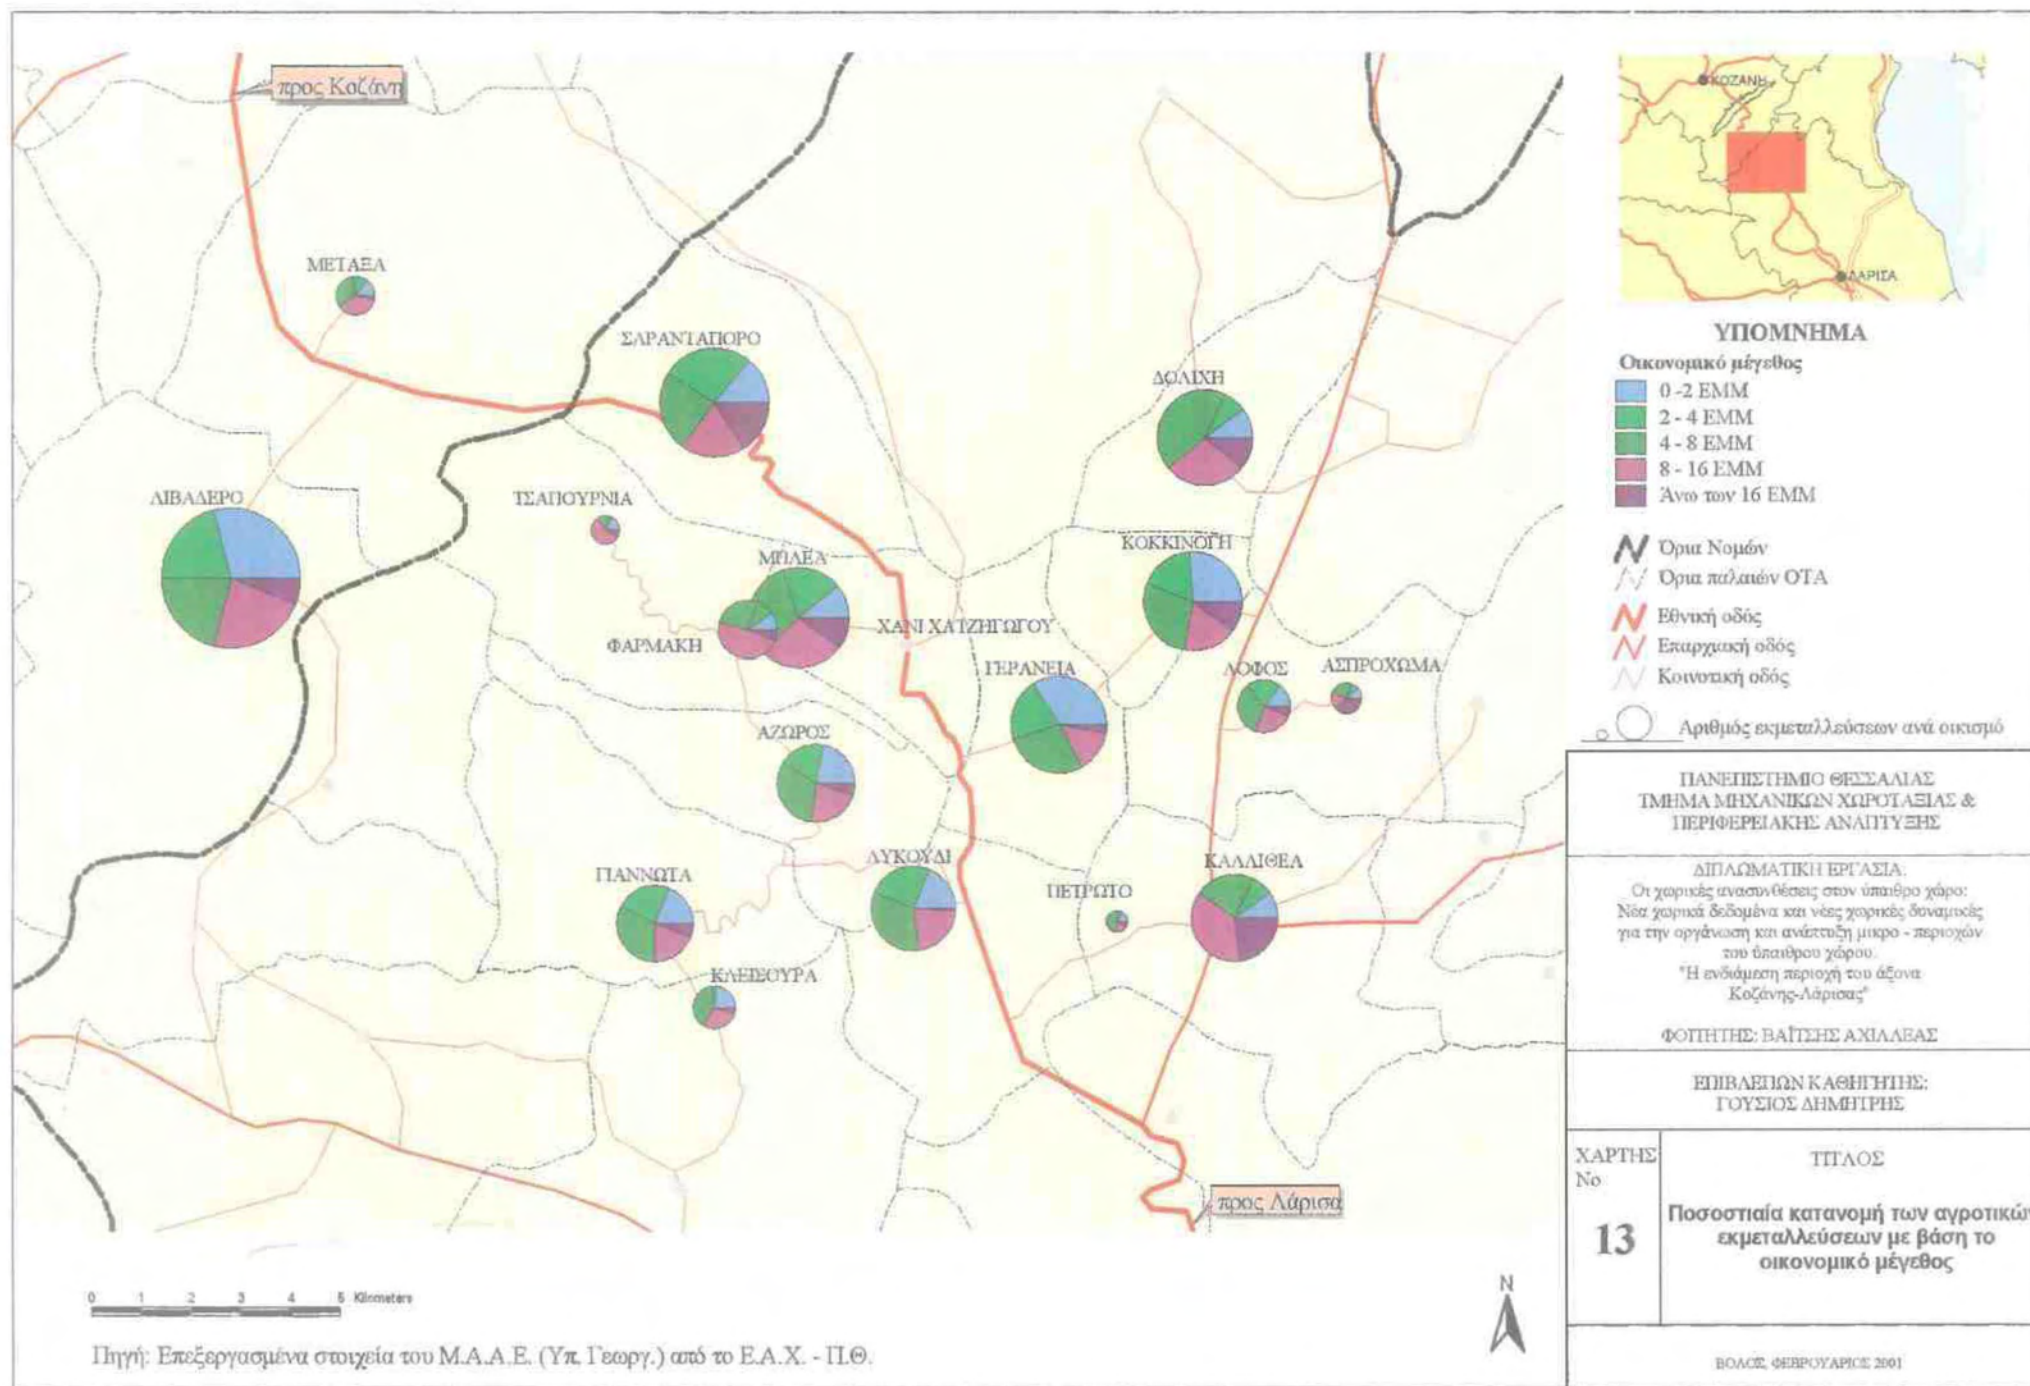 προς Κοζάνη
ΜΕΤΑΞΑ
ΣΑΡΑΝΤΑΠΟΡΟ
ΔΟΛΙΧΗ
ΛΙΒΑΔΕΡΟ
ΤΣΑΠΟΥΡΝΙΑ
ΜΗΛΕΑ
ΚΟΚΚΙΝΟΓΗ
ΦΑΡΜΑΚΗ
ΧΑΝΙ ΧΑΤΖΗΓΩΓΟΥ
ΓΕΡΑΝΕΙΑ
ΛΟΦΟΣ
ΑΣΠΡΟΧΩΜΑ
ΑΖΩΡΟΣ
ΓΙΑΝΝΩΤΑ
ΛΥΚΟΥΔΙ
ΠΕΤΡΩΤΟ
ΚΑΛΛΙΘΕΑ
ΚΛΕΙΣΟΥΡΑ
προς Λάρισα
0 1 2 3 4 5 Kilometers
Πηγή: Επεξεργασμένα στοιχεία του Μ.Α.Α.Ε. (Υπ. Γεωργ.) από το Ε.Α.Χ. - Π.Θ.
N
ΚΟΖΑΝΗ
ΛΑΡΙΣΑ
ΥΠΟΜΝΗΜΑ
Οικονομικό μέγεθος
0 -2 ΕΜΜ
2 - 4 ΕΜΜ
4 - 8 ΕΜΜ
8 - 16 ΕΜΜ
Άνω των 16 ΕΜΜ
Όρια Νομών
Όρια παλαιών ΟΤΑ
Εθνική οδός
Επαρχιακή οδός
Κοινοτική οδός
Αριθμός εκμεταλλεύσεων ανά οικισμό
ΠΑΝΕΠΙΣΤΗΜΙΟ ΘΕΣΣΑΛΙΑΣ
ΤΜΗΜΑ ΜΗΧΑΝΙΚΩΝ ΧΩΡΟΤΑΞΙΑΣ &
ΠΕΡΙΦΕΡΕΙΑΚΗΣ ΑΝΑΠΤΥΞΗΣ
ΔΙΠΛΩΜΑΤΙΚΗ ΕΡΓΑΣΙΑ:
Οι χωρικές ανασυνθέσεις στον ύπαιθρο χώρο:
Νέα χωρικά δεδομένα και νέες χωρικές δυναμικές
για την οργάνωση και ανάπτυξη μικρο - περιοχών
του ύπαιθρου χώρου.
"Η ενδιάμεση περιοχή του άξονα
Κοζάνης-Λάρισας"
ΦΟΙΤΗΤΗΣ: ΒΑΪΤΣΗΣ ΑΧΙΛΛΕΑΣ
ΕΠΙΒΛΕΠΩΝ ΚΑΘΗΓΗΤΗΣ:
ΓΟΥΣΙΟΣ ΔΗΜΗΤΡΗΣ
ΧΑΡΤΗΣ
Νο
13
ΤΙΤΛΟΣ
Ποσοστιαία κατανομή των αγροτικών
εκμεταλλεύσεων με βάση το
οικονομικό μέγεθος
ΒΟΛΟΣ, ΦΕΒΡΟΥΑΡΙΟΣ 2001